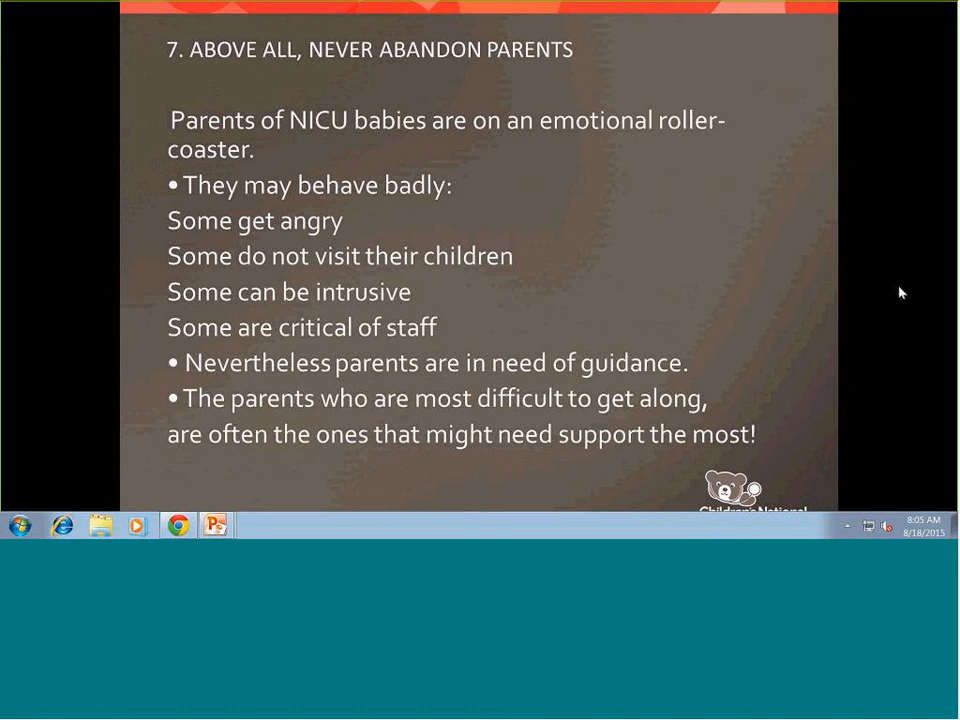 7. ABOVE ALL, NEVER ABANDON PARENTS
Parents of NICU babies are on an emotional roller-
coaster.
• They may behave badly:
Some get angry
Some do not visit their children
Some can be intrusive
Some are critical of staff
• Nevertheless parents are in need of guidance.
• The parents who are most difficult to get along,
are often the ones that might need support the most!
Children's National
8:05 AM
8/18/2015